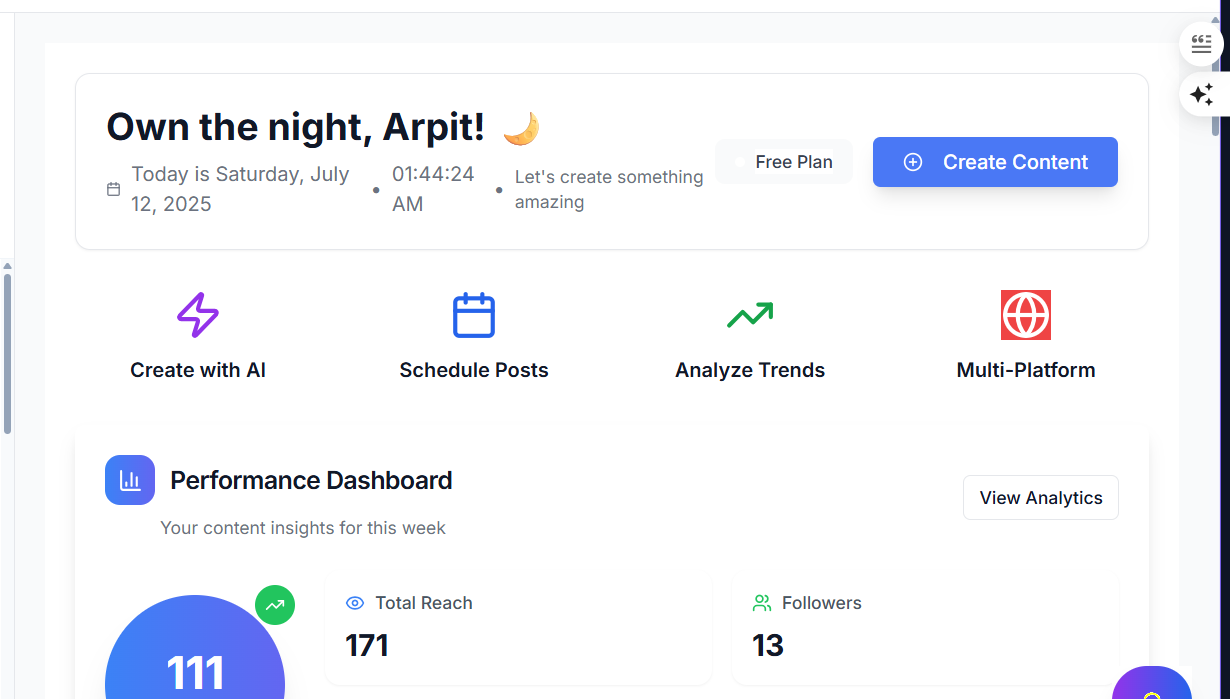 Own the night, Arpit! 🌛
Today is Saturday, July
12, 2025
01:44:24
AM
Let's create something
amazing
Free Plan
Create Content
Create with AI
Schedule Posts
Analyze Trends
Multi-Platform
Performance Dashboard
Your content insights for this week
View Analytics
111
Total Reach
171
Followers
13